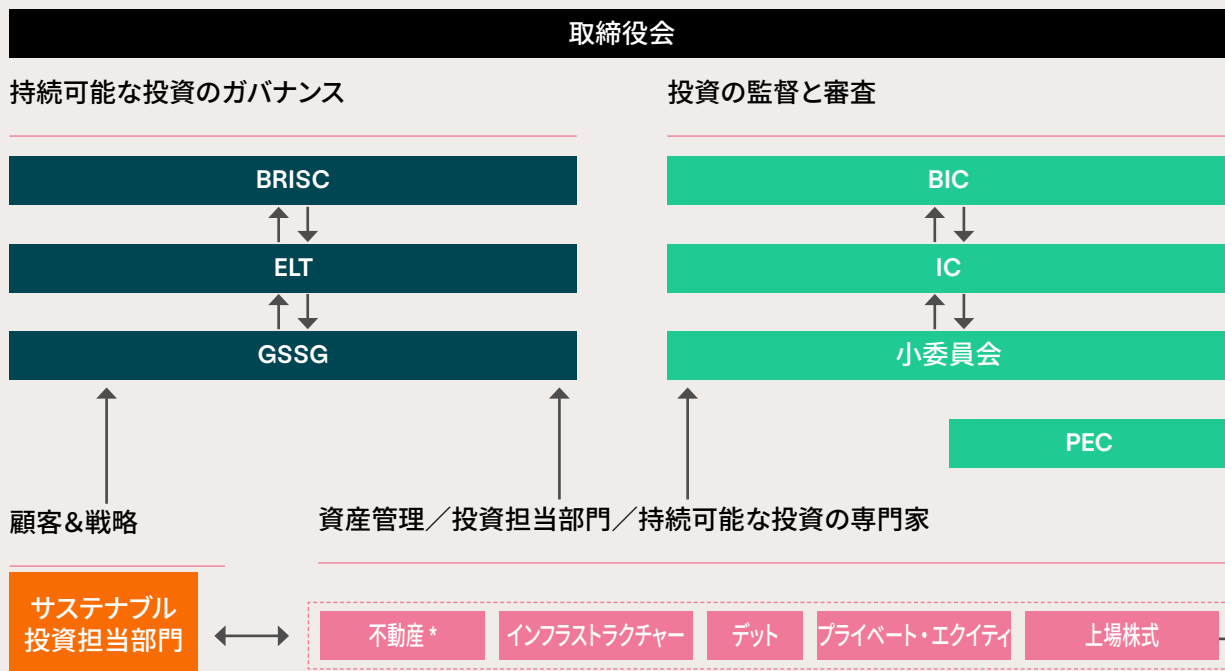 取締役会
持続可能な投資のガバナンス
投資の監督と審査
BRISC
BIC
ELT
IC
GSSG
小委員会
PEC
顧客&戦略
資産管理／投資担当部門／持続可能な投資の専門家
サステナブル
投資担当部門
不動産 *
インフラストラクチャー
デット
プライベート・エクイティ
上場株式